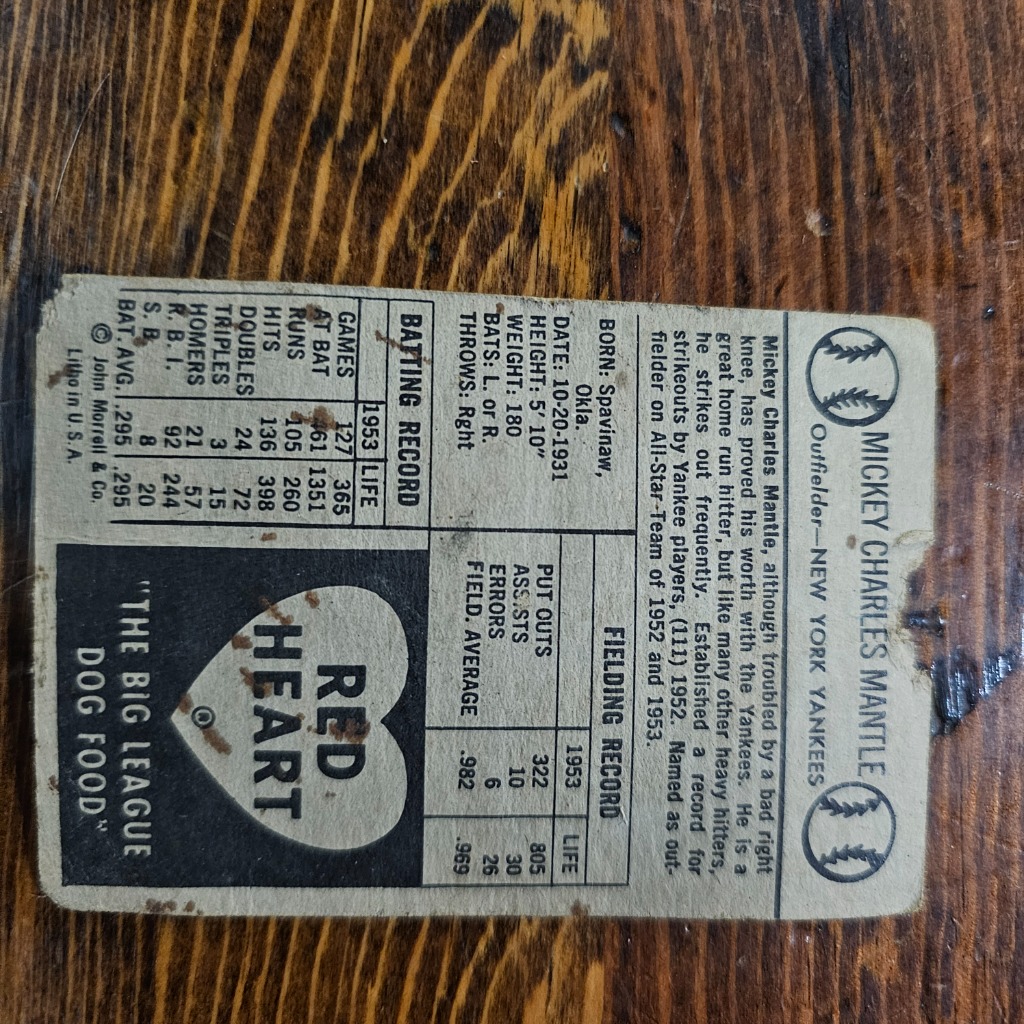 MICKEY CHARLES MANTLE
Outfielder—NEW YORK YANKEES
Mickey Charles Mantle, although troubled by a bad right
knee, has proved his worth with the Yankees. He is a
great home run hitter, but like many other heavy hitters,
he strikes out frequently. Established a record for
strikeouts by Yankee players, (111) 1952. Named as out-
fielder on All-Star-Team of 1952 and 1953.
BORN: Spavinaw,
Okla.
DATE: 10-20-1931
HEIGHT: 5' 10"
WEIGHT: 180
BATS: L. or R.
THROWS: Rght
FIELDING RECORD
1953 LIFE
PUT OUTS 322 805
ASSISTS 10 30
ERRORS 6 26
FIELD. AVERAGE .982 .969
BATTING RECORD
1953 LIFE
GAMES 127 365
AT BAT 461 1351
RUNS 105 260
HITS 136 398
DOUBLES 24 72
TRIPLES 3 15
HOMERS 21 57
R. B. I. 92 244
S. B. 8 20
BAT. AVG. .295 .295
© John Morrell & Co.
Litho in U. S. A.
RED
HEART
®
"THE BIG LEAGUE
DOG FOOD"